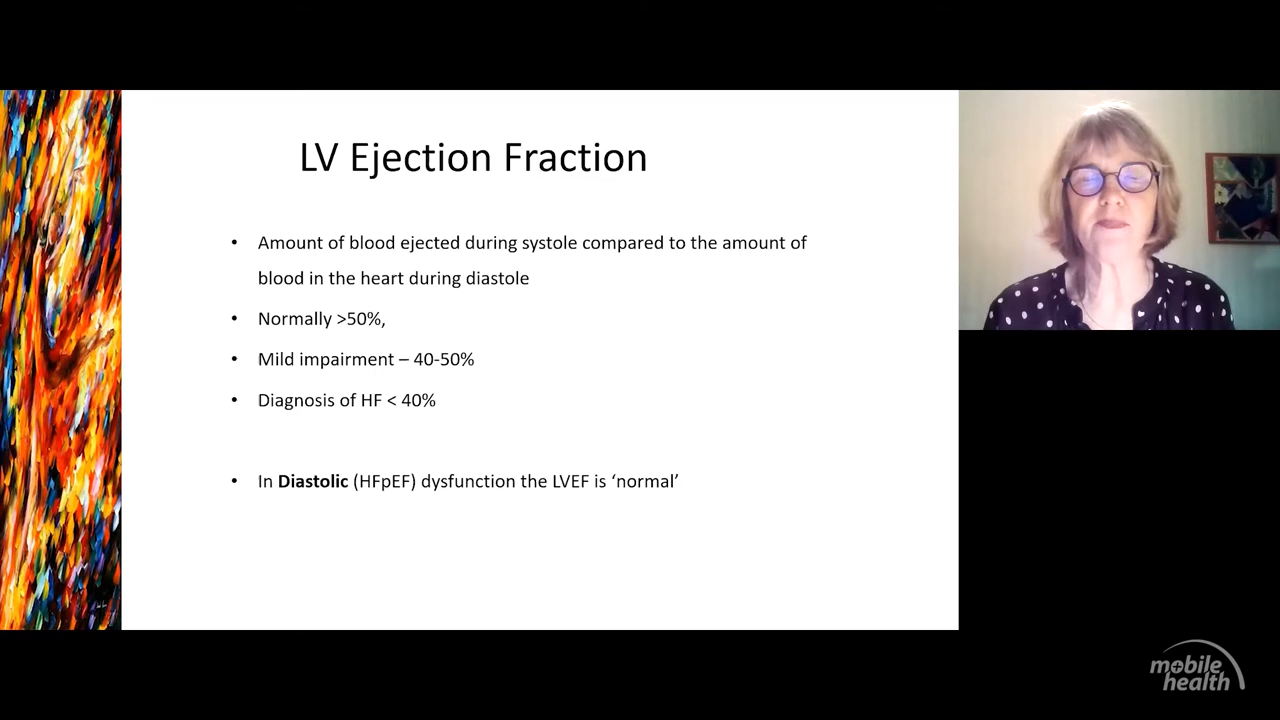 LV Ejection Fraction
• Amount of blood ejected during systole compared to the amount of
blood in the heart during diastole
• Normally >50%,
• Mild impairment – 40-50%
• Diagnosis of HF < 40%
• In Diastolic (HFpEF) dysfunction the LVEF is ‘normal’
mobile
health